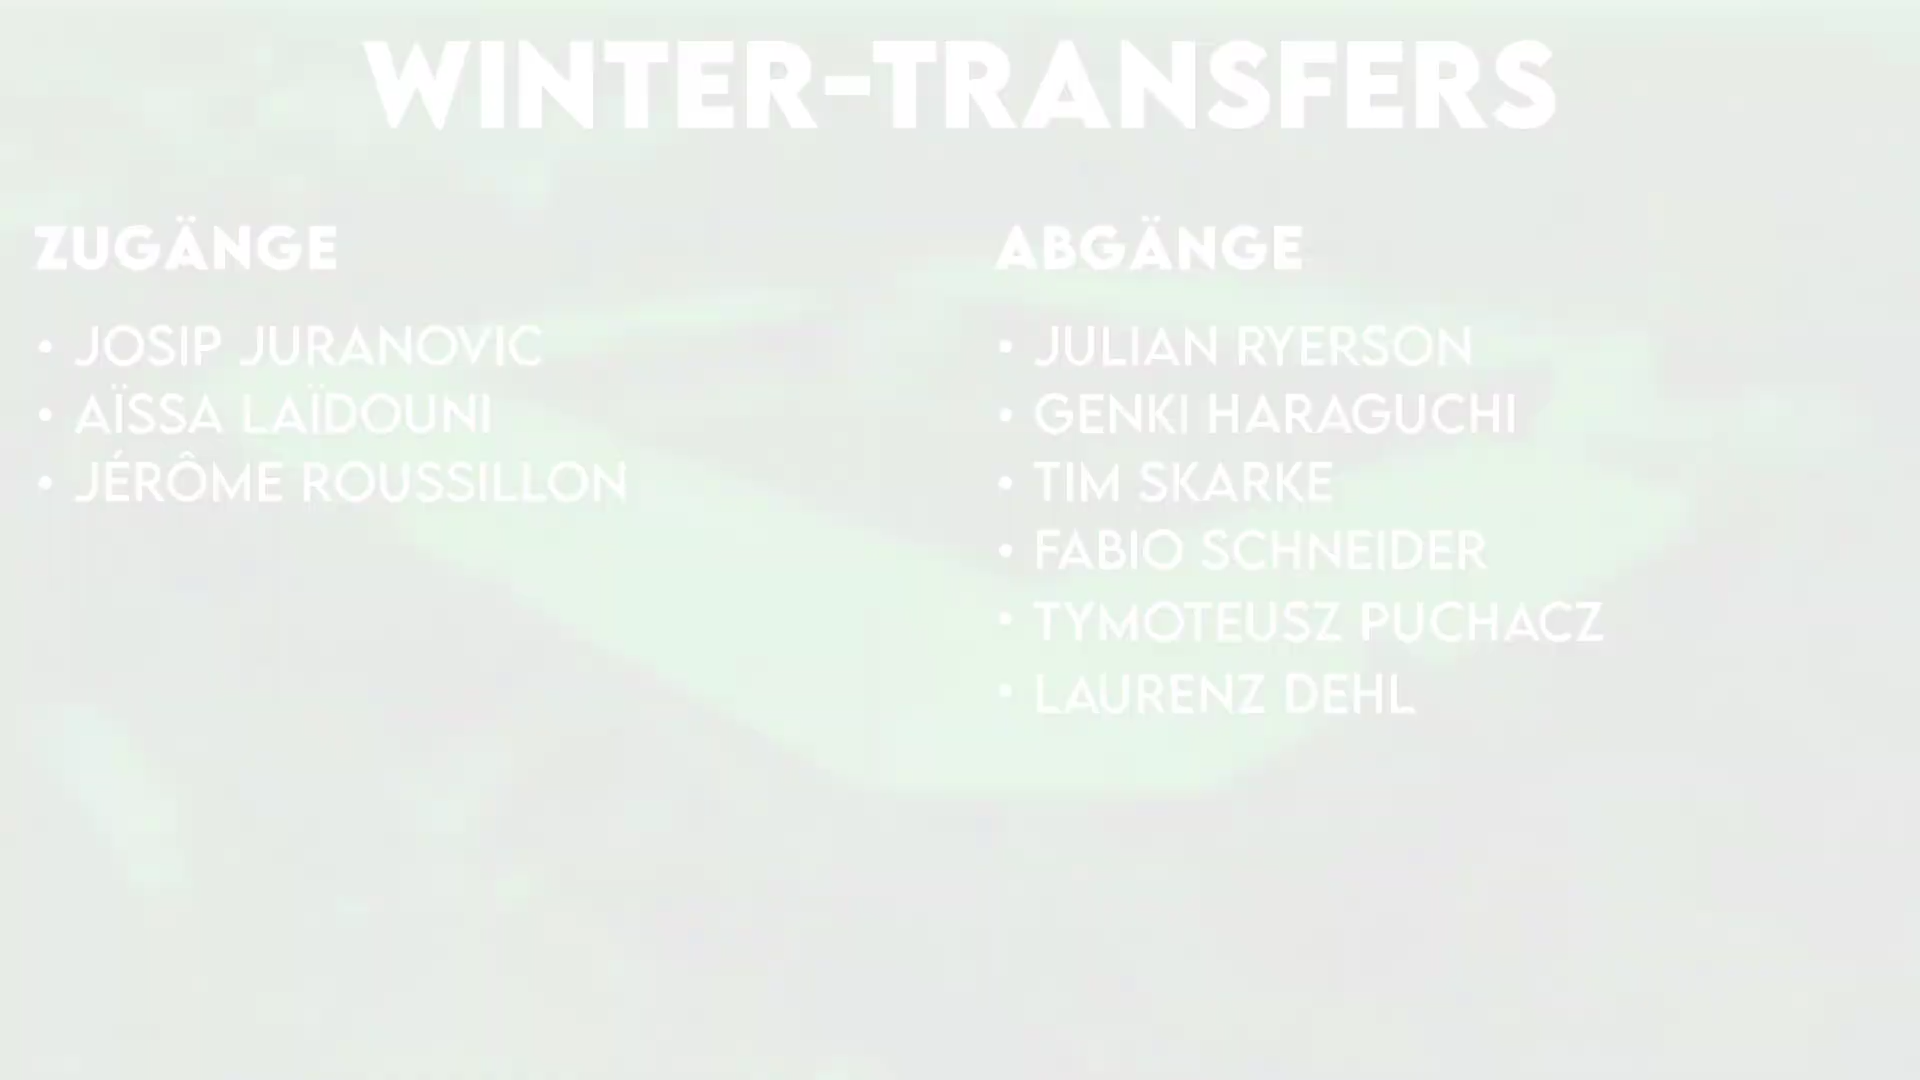 WINTER-TRANSFERS
ZUGÄNGE
• JOSIP JURANOVIC
• AÏSSA LAÏDOUNI
• JÉRÔME ROUSSILLON
ABGÄNGE
• JULIAN RYERSON
• GENKI HARAGUCHI
• TIM SKARKE
• FABIO SCHNEIDER
• TYMOTEUSZ PUCHACZ
• LAURENZ DEHL